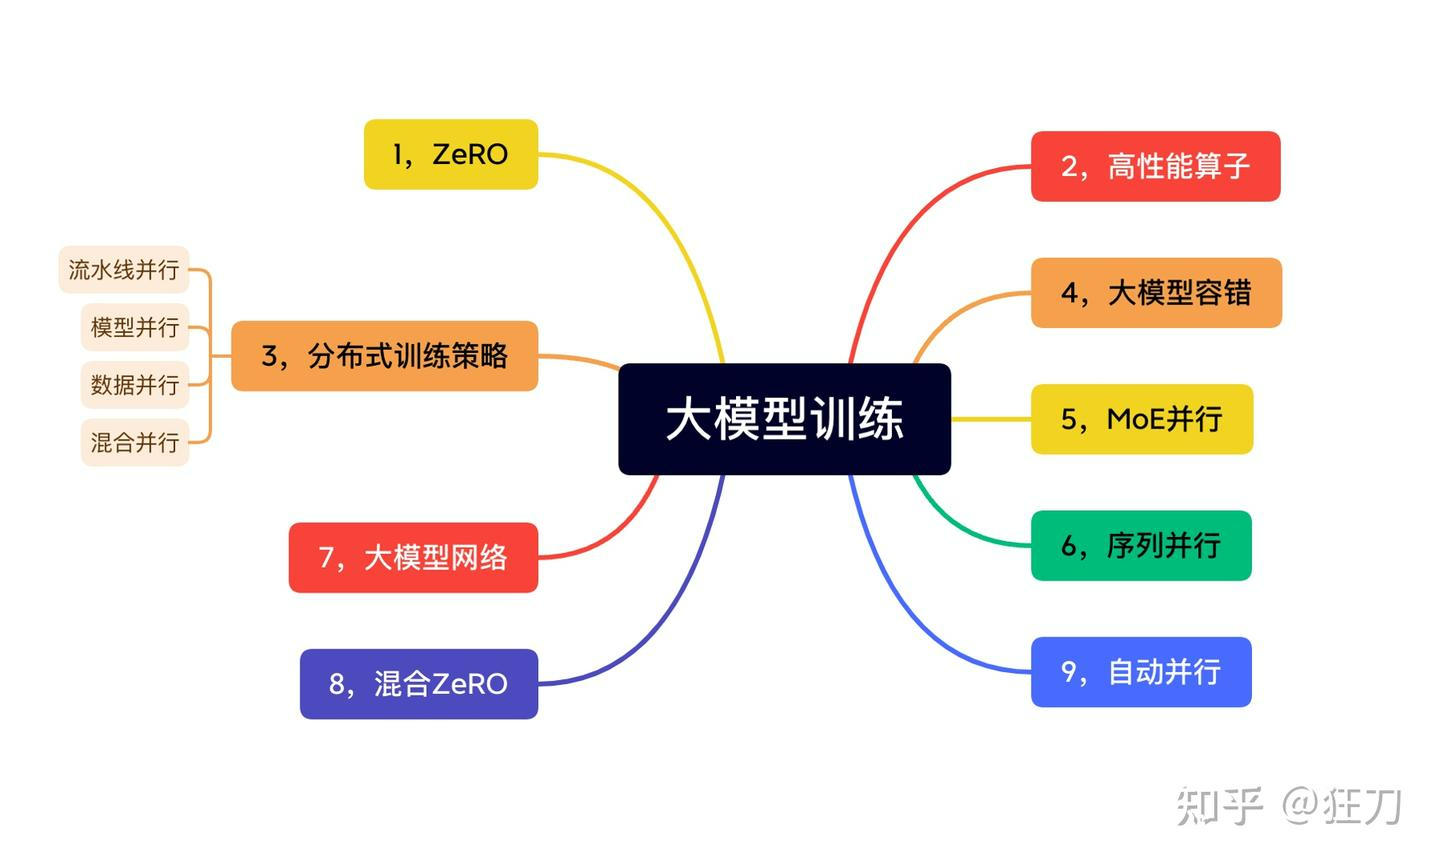 1，ZeRO
2，高性能算子
流水线并行
模型并行
数据并行
混合并行
3，分布式训练策略
4，大模型容错
大模型训练
5，MoE并行
6，序列并行
7，大模型网络
8，混合ZeRO
9，自动并行
知乎 @狂刀